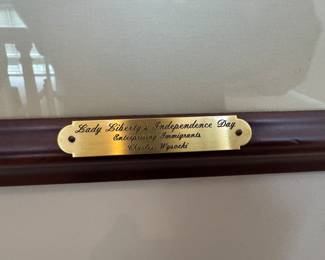 Lady Liberty's Independence Day
Enterprising Immigrants
Charles Wysocki